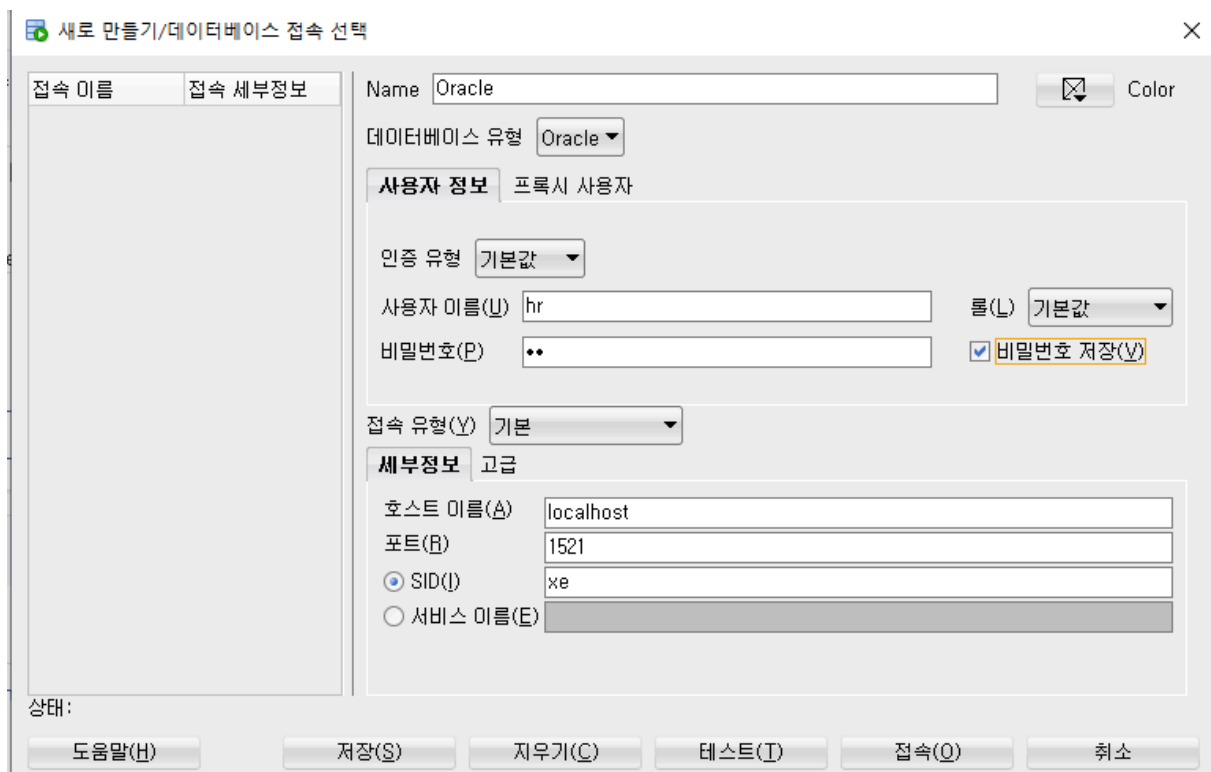 새로 만들기/데이터베이스 접속 선택
접속 이름 접속 세부정보
Name Oracle Color
데이터베이스 유형 Oracle
사용자 정보 프록시 사용자
인증 유형 기본값
사용자 이름(U) hr 롤(L) 기본값
비밀번호(P) •• 비밀번호 저장(V)
접속 유형(Y) 기본
세부정보 고급
호스트 이름(A) localhost
포트(R) 1521
SID(I) xe
서비스 이름(E)
상태:
도움말(H) 저장(S) 지우기(C) 테스트(T) 접속(O) 취소